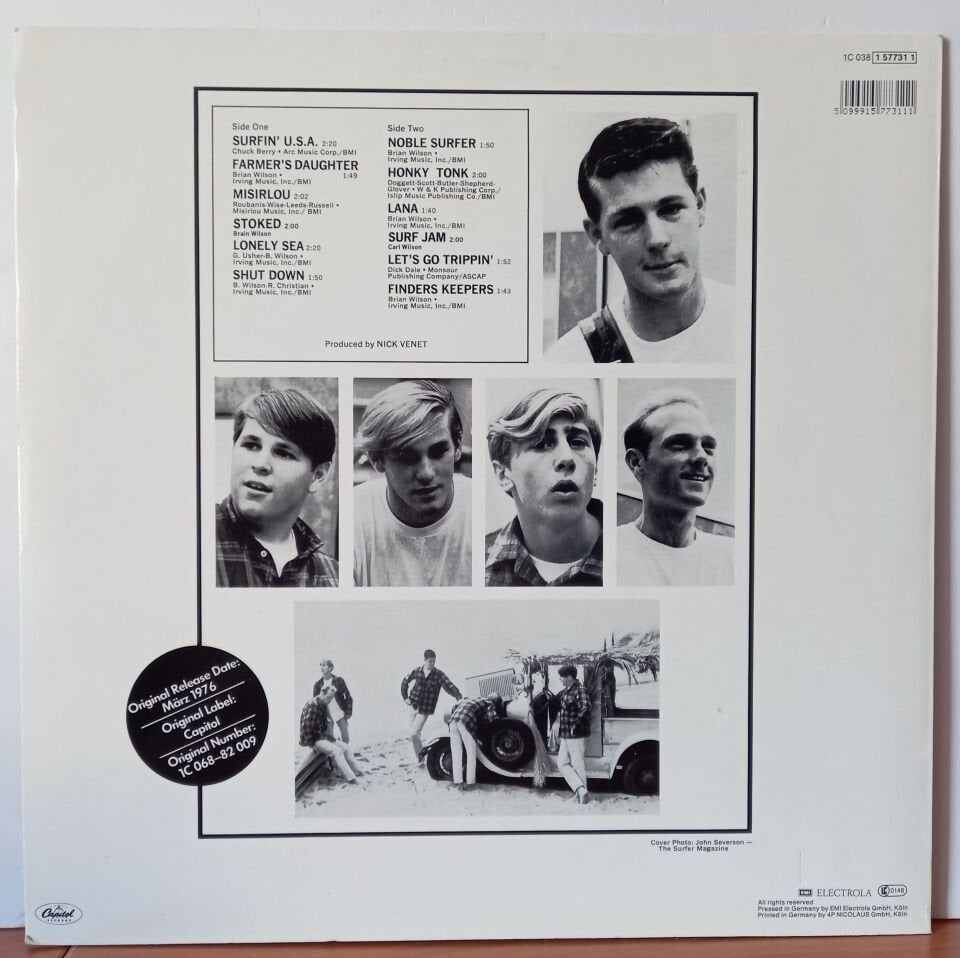 1C 038 1 57731 1
5 099915 773111
Side One
SURFIN' U.S.A. 2:20
Chuck Berry • Arc Music Corp./BMI
FARMER'S DAUGHTER
Brian Wilson • 1:49
Irving Music, Inc./BMI
MISIRLOU 2:02
Roubanis-Wise-Leeds-Russell •
Misirlou Music, Inc./ BMI
STOKED 2:00
Brain Wilson
LONELY SEA 2:20
G. Usher-B. Wilson •
Irving Music, Inc./BMI
SHUT DOWN 1:50
B. Wilson-R. Christian •
Irving Music, Inc./BMI
Side Two
NOBLE SURFER 1:50
Brian Wilson •
Irving Music, Inc./BMI
HONKY TONK 2:00
Doggett-Scott-Butler-Shepherd-
Glover • W & K Publishing Corp./
Islip Music Publishing Co./BMI
LANA 1:40
Brian Wilson •
Irving Music, Inc./BMI
SURF JAM 2:00
Carl Wilson
LET'S GO TRIPPIN' 1:52
Dick Dale • Monsour
Publishing Company/ASCAP
FINDERS KEEPERS 1:43
Brian Wilson •
Irving Music, Inc./BMI
Produced by NICK VENET
Original Release Date:
März 1976
Original Label:
Capitol
Original Number:
1C 068-82 009
Cover Photo: John Severson —
The Surfer Magazine
Capitol
RECORDS
EMI ELECTROLA LC 0148
All rights reserved
Pressed in Germany by EMI Electrola GmbH, Köln
Printed in Germany by 4P NICOLAUS GmbH, Köln